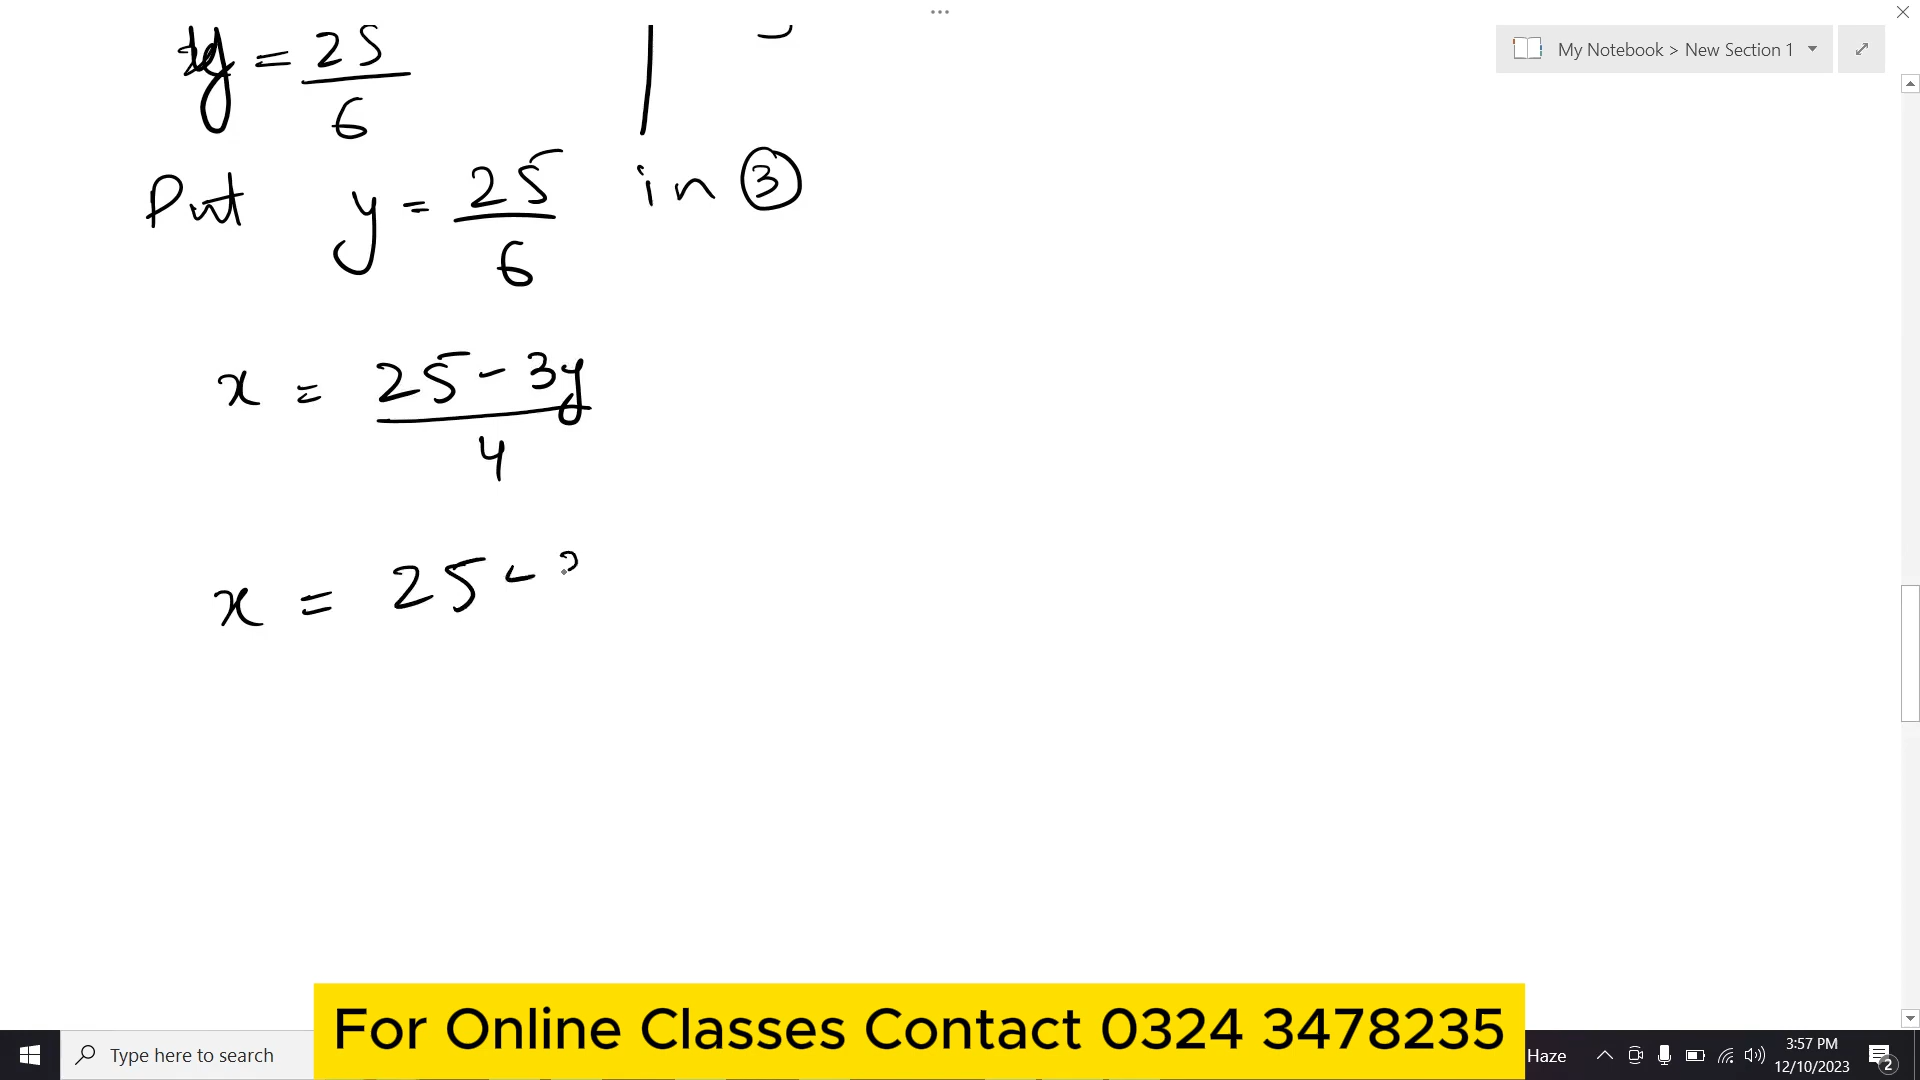 My Notebook > New Section 1
y = 25/6
Put y = 25/6 in ③
x = (25 - 3y)/4
x = 25 -
For Online Classes Contact 0324 3478235
Type here to search
Haze
3:57 PM
12/10/2023
2